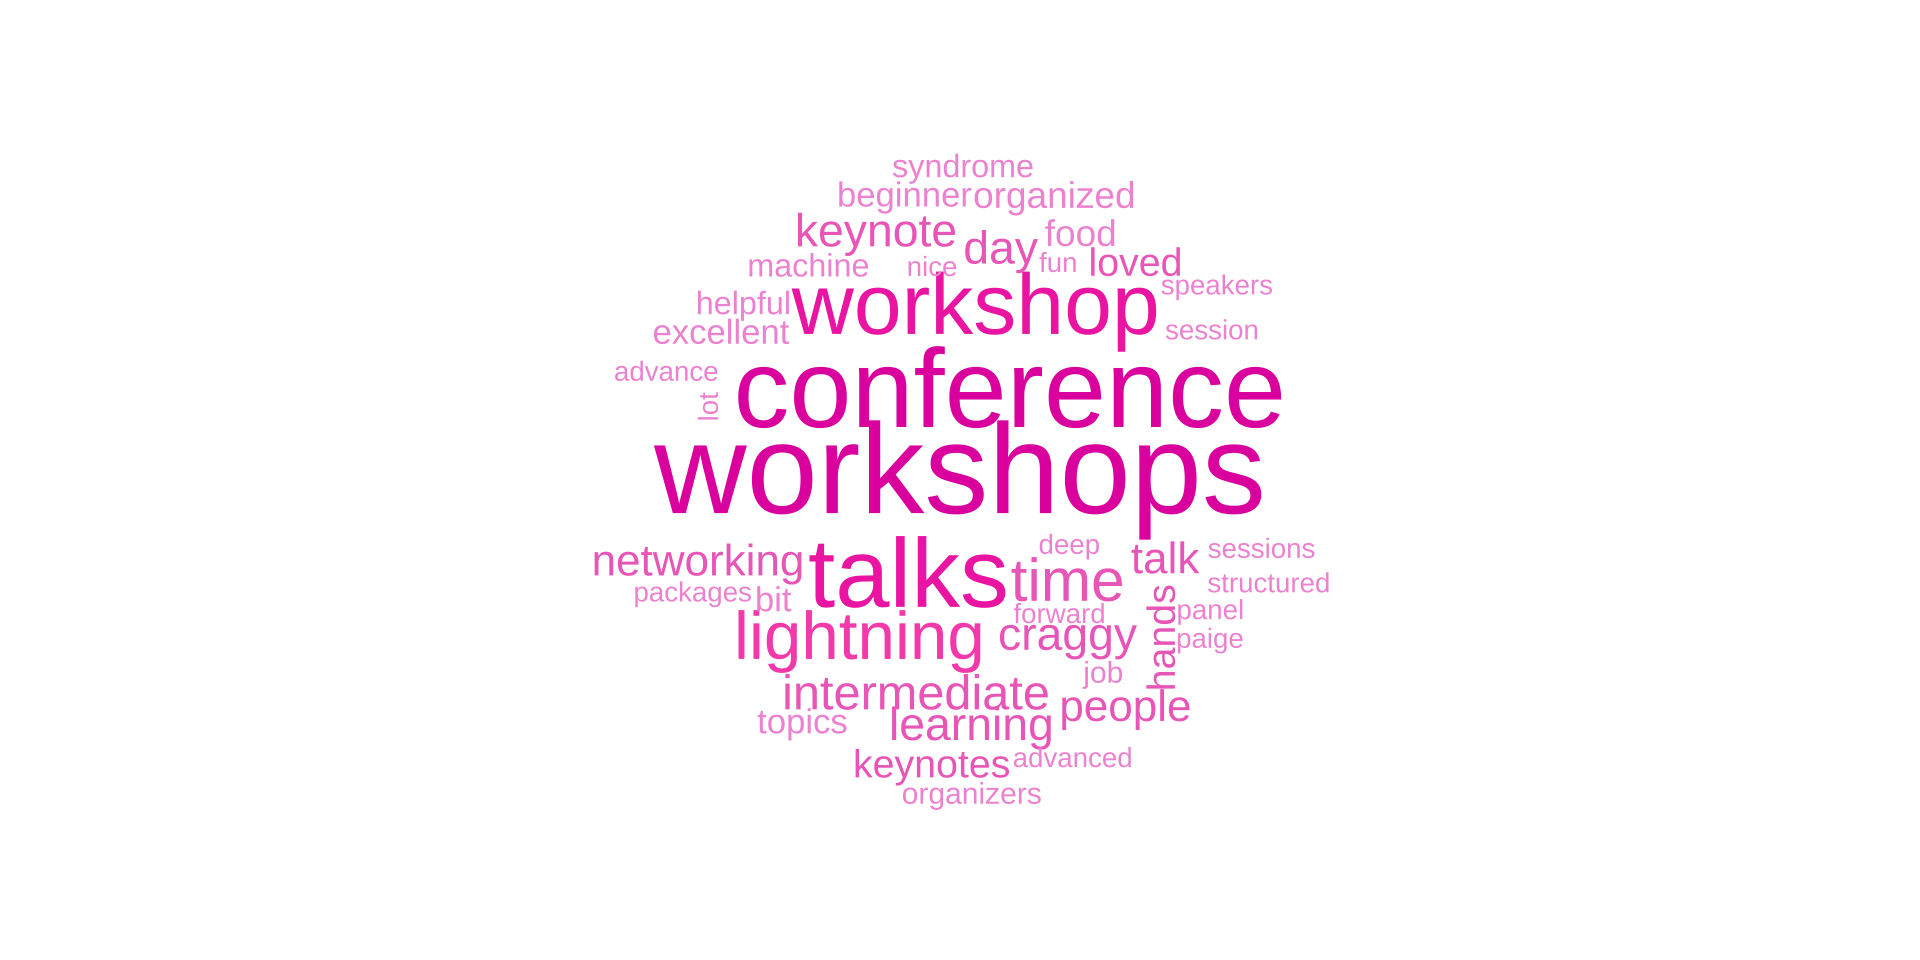 syndrome
beginner organized
keynote day food
machine nice fun loved
helpful workshop speakers
excellent session
advance conference
lot
workshops
networking talks time deep talk sessions
packages bit structured
lightning forward hands panel
craggy paige
job
intermediate people
topics learning
keynotes advanced
organizers